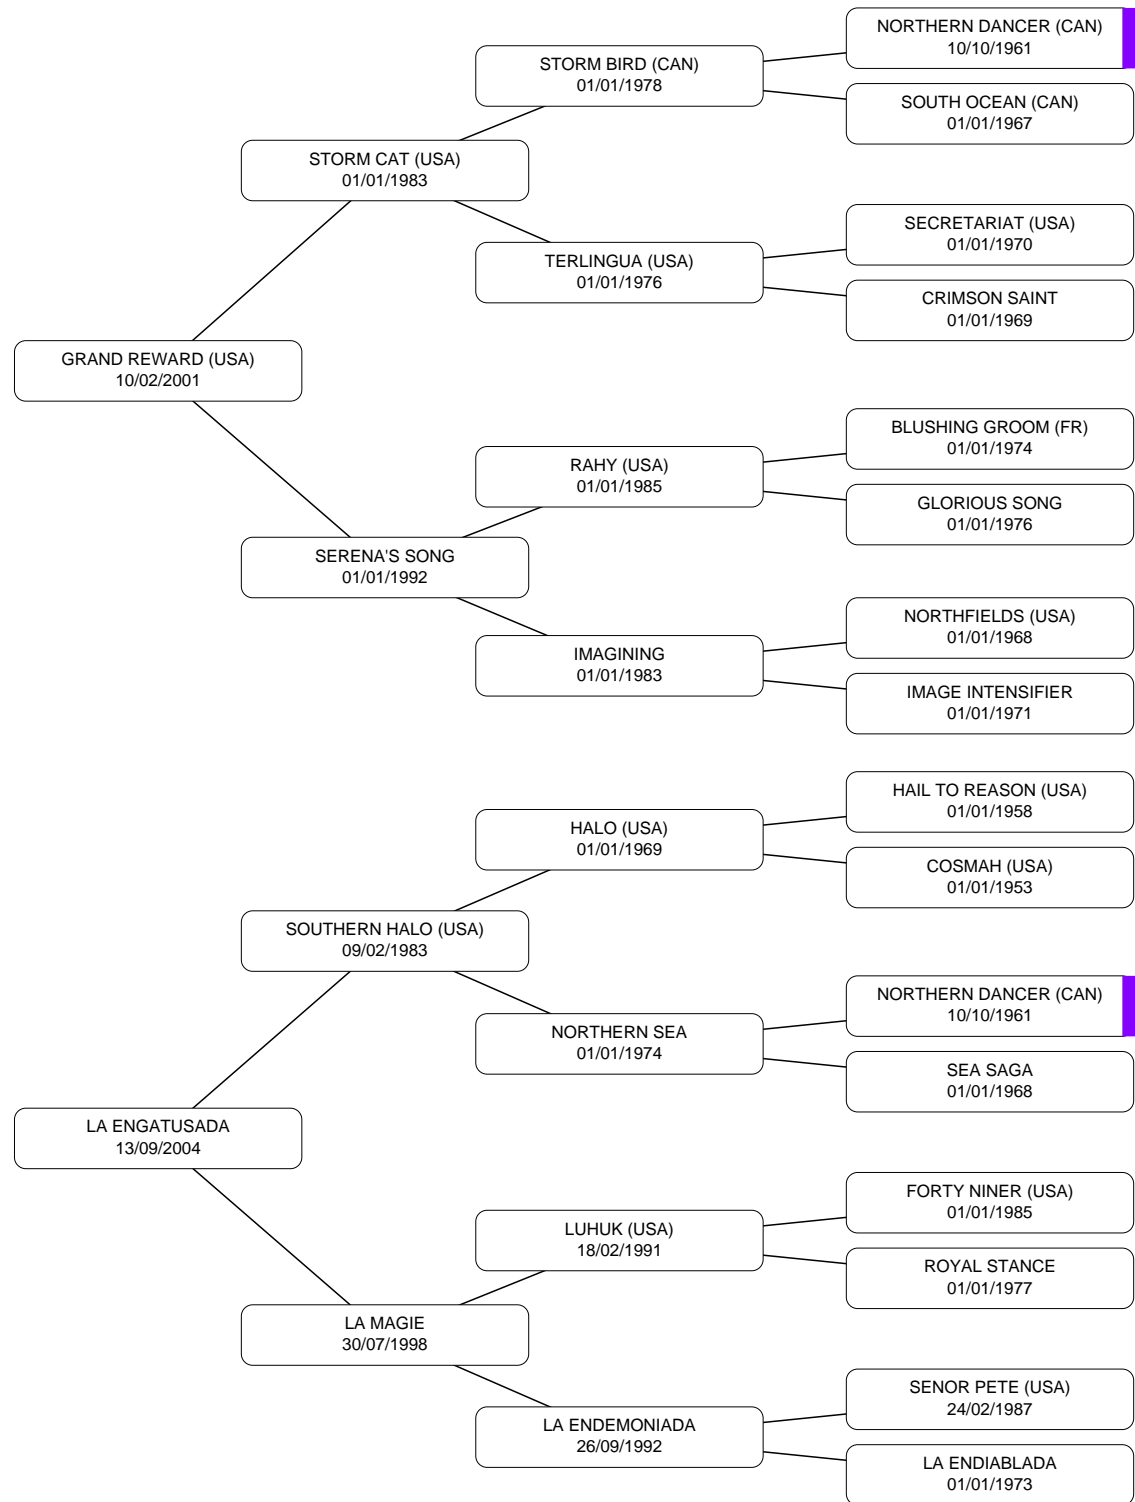 NORTHERN DANCER (CAN)
10/10/1961
STORM BIRD (CAN)
01/01/1978
SOUTH OCEAN (CAN)
01/01/1967
STORM CAT (USA)
01/01/1983
SECRETARIAT (USA)
01/01/1970
TERLINGUA (USA)
01/01/1976
CRIMSON SAINT
01/01/1969
GRAND REWARD (USA)
10/02/2001
BLUSHING GROOM (FR)
01/01/1974
RAHY (USA)
01/01/1985
GLORIOUS SONG
01/01/1976
SERENA'S SONG
01/01/1992
NORTHFIELDS (USA)
01/01/1968
IMAGINING
01/01/1983
IMAGE INTENSIFIER
01/01/1971
HAIL TO REASON (USA)
01/01/1958
HALO (USA)
01/01/1969
COSMAH (USA)
01/01/1953
SOUTHERN HALO (USA)
09/02/1983
NORTHERN DANCER (CAN)
10/10/1961
NORTHERN SEA
01/01/1974
SEA SAGA
01/01/1968
LA ENGATUSADA
13/09/2004
FORTY NINER (USA)
01/01/1985
LUHUK (USA)
18/02/1991
ROYAL STANCE
01/01/1977
LA MAGIE
30/07/1998
SENOR PETE (USA)
24/02/1987
LA ENDEMONIADA
26/09/1992
LA ENDIABLADA
01/01/1973